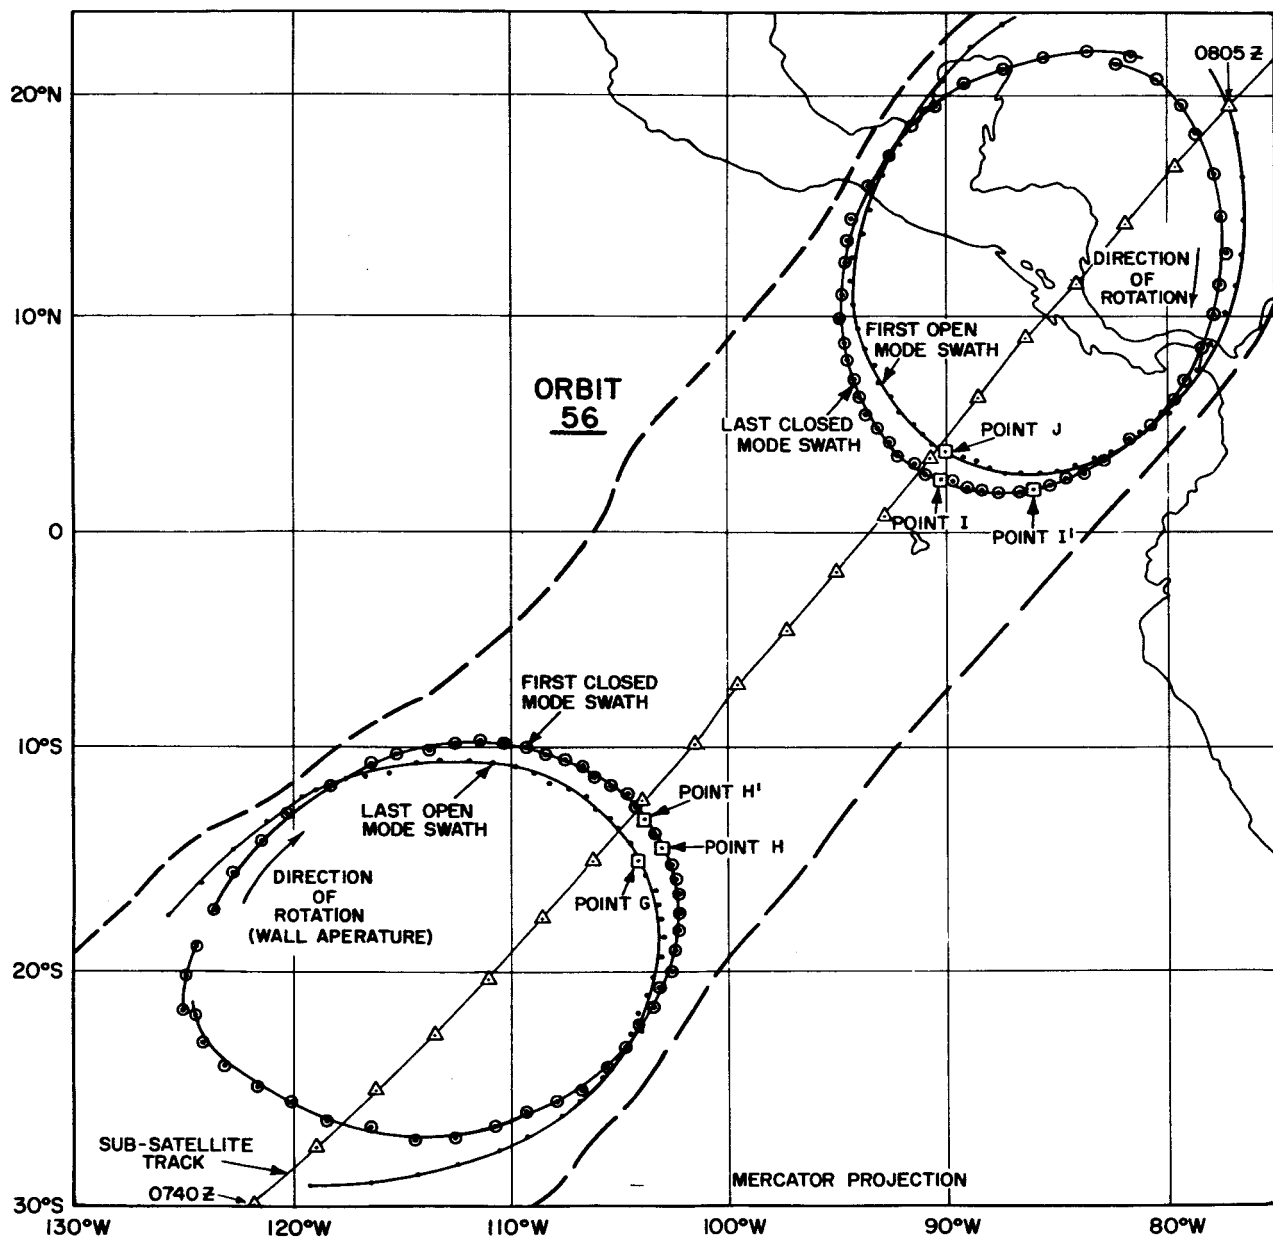 0805 Z
20°N
DIRECTION
OF
ROTATION
10°N
FIRST OPEN
MODE SWATH
ORBIT
56
LAST CLOSED
MODE SWATH
POINT J
0
POINT I
POINT I'
FIRST CLOSED
MODE SWATH
10°S
POINT H'
LAST OPEN
MODE SWATH
POINT H
DIRECTION
OF
ROTATION
(WALL APERATURE)
POINT G
20°S
SUB-SATELLITE
TRACK
0740 Z
MERCATOR PROJECTION
30°S
130°W
120°W
110°W
100°W
90°W
80°W